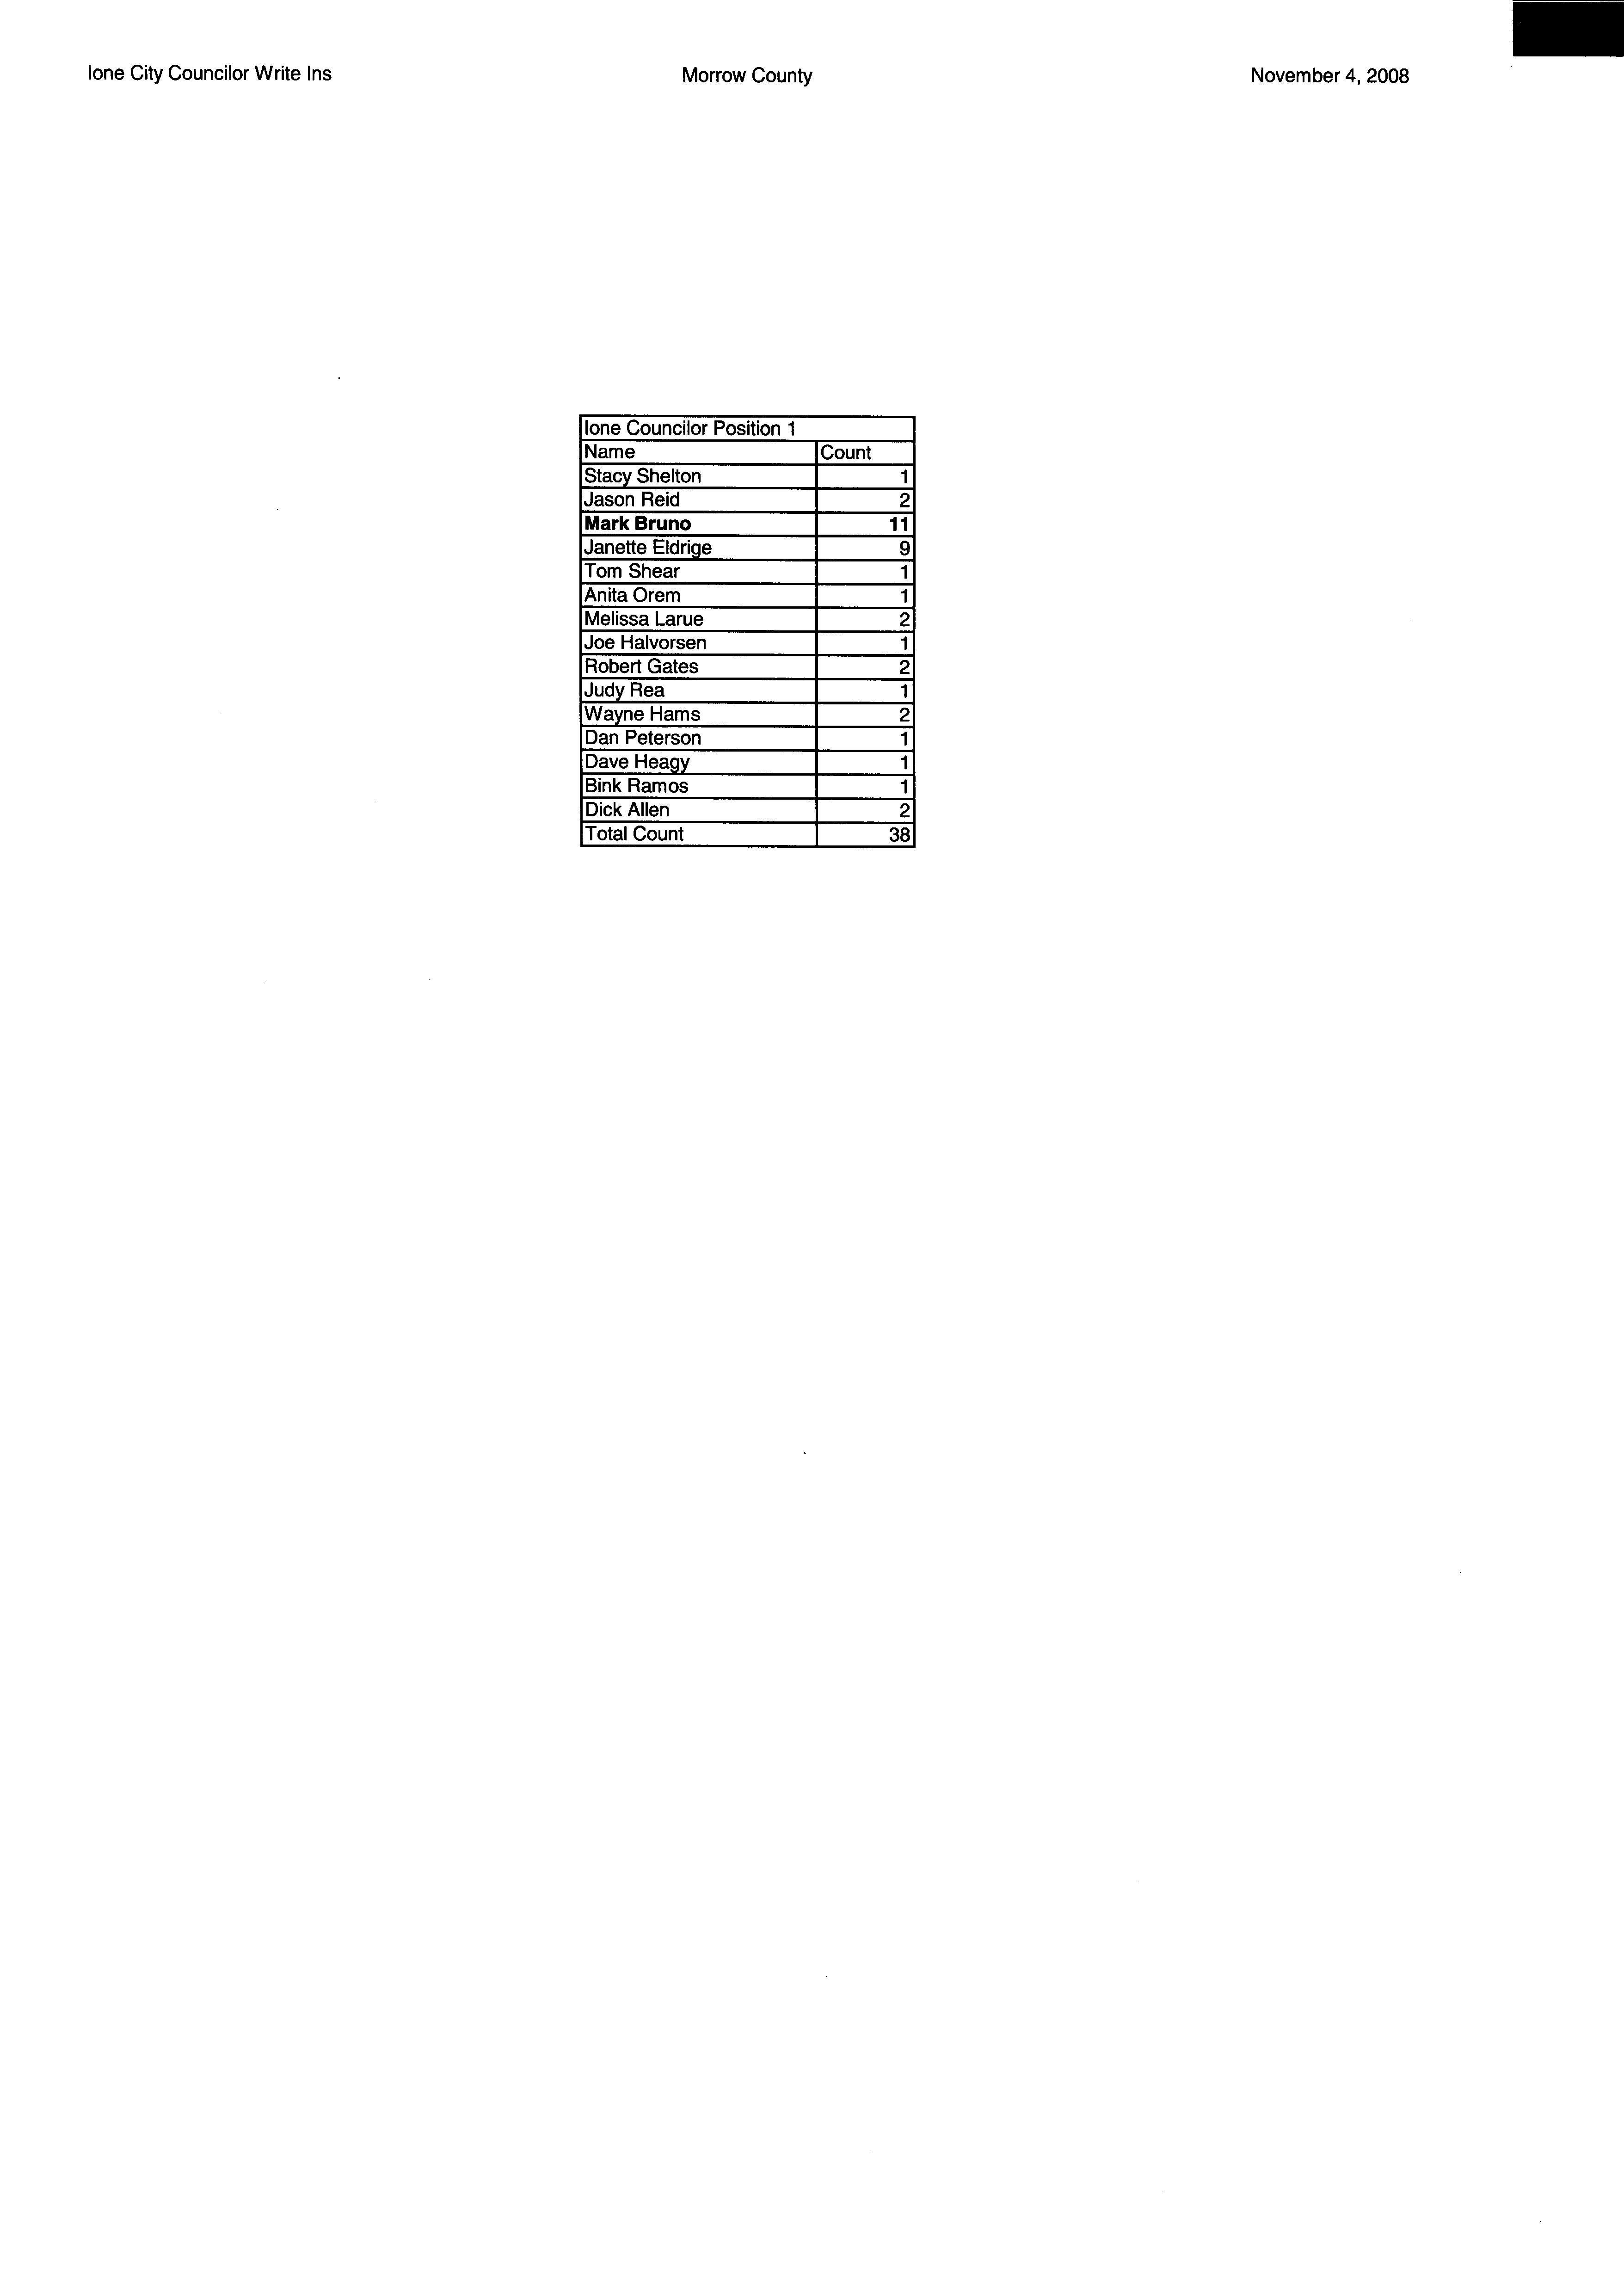 Ione City Councilor Write Ins Morrow County November 4, 2008
Ione Councilor Position 1
Name Count
Stacy Shelton 1
Jason Reid 2
Mark Bruno 11
Janette Eldrige 9
Tom Shear 1
Anita Orem 1
Melissa Larue 2
Joe Halvorsen 1
Robert Gates 2
Judy Rea 1
Wayne Hams 2
Dan Peterson 1
Dave Heagy 1
Bink Ramos 1
Dick Allen 2
Total Count 38